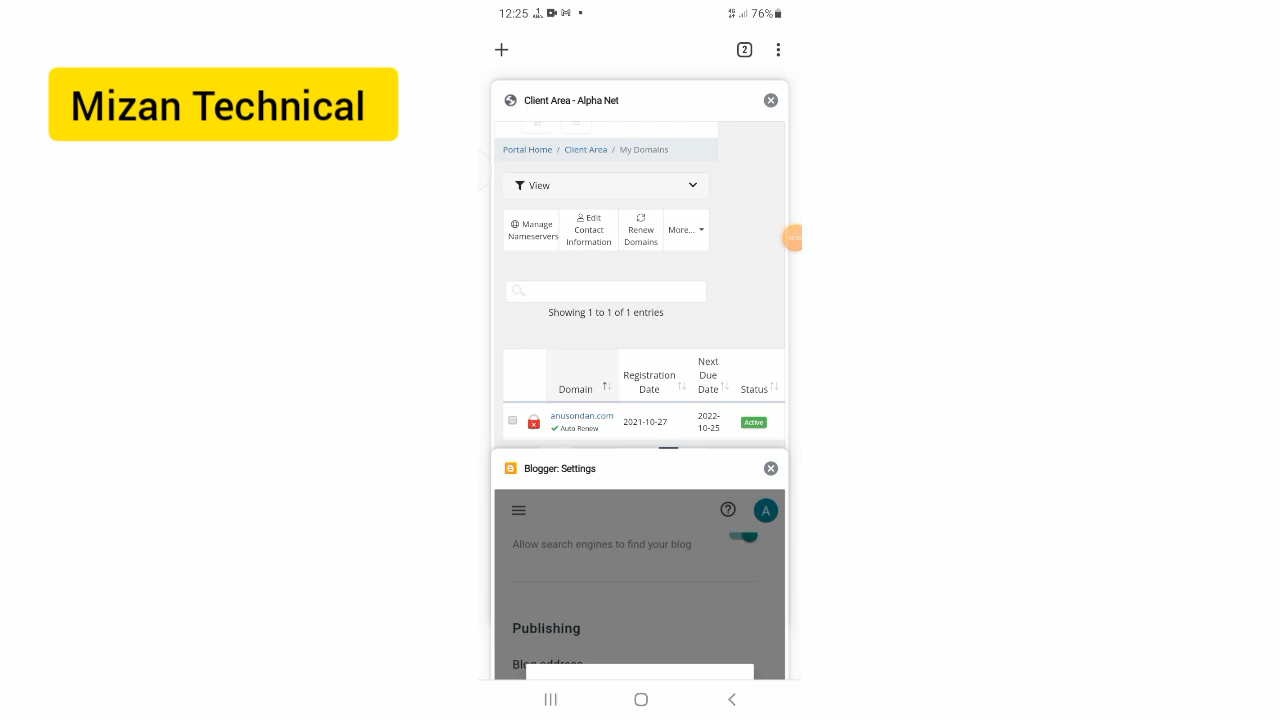 12:25
76%
Mizan Technical
2
Client Area - Alpha Net
Portal Home / Client Area / My Domains
View
Manage Nameservers
Edit Contact Information
Renew Domains
More...
Showing 1 to 1 of 1 entries
Domain
Registration Date
Next Due Date
Status
anusondan.com
Auto Renew
2021-10-27
2022-10-25
Active
Blogger: Settings
A
Allow search engines to find your blog
Publishing
Blog address